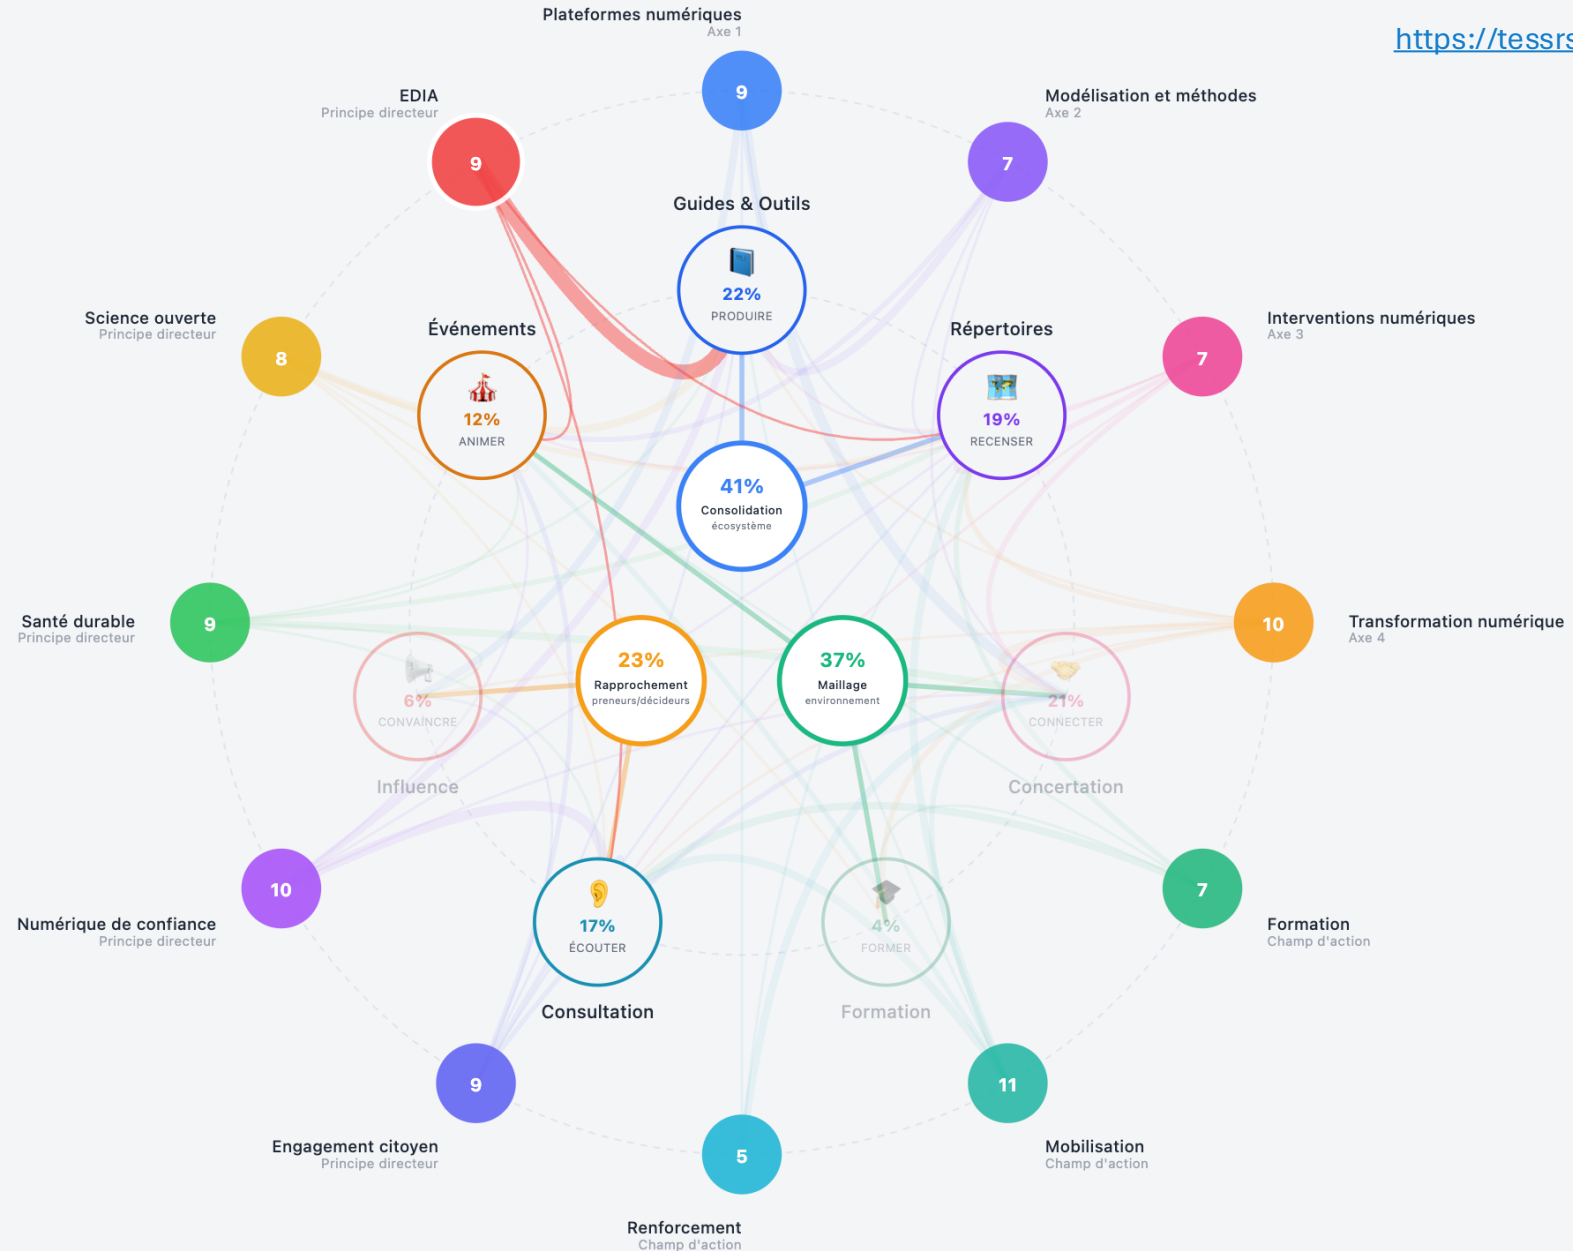 Plateformes numériques
Axe 1
https://tessrs
9
EDIA
Principe directeur
9
Modélisation et méthodes
Axe 2
7
Guides & Outils
22%
PRODUIRE
Science ouverte
Principe directeur
8
Événements
12%
ANIMER
Répertoires
19%
RECENSER
Interventions numériques
Axe 3
7
41%
Consolidation
écosystème
Santé durable
Principe directeur
9
Transformation numérique
Axe 4
10
23%
Rapprochement
preneurs/décideurs
37%
Maillage
environnement
6%
CONVAINCRE
Influence
21%
CONNECTER
Concertation
10
Numérique de confiance
Principe directeur
17%
ÉCOUTER
Consultation
4%
FORMER
Formation
7
Formation
Champ d'action
9
Engagement citoyen
Principe directeur
11
Mobilisation
Champ d'action
5
Renforcement
Champ d'action